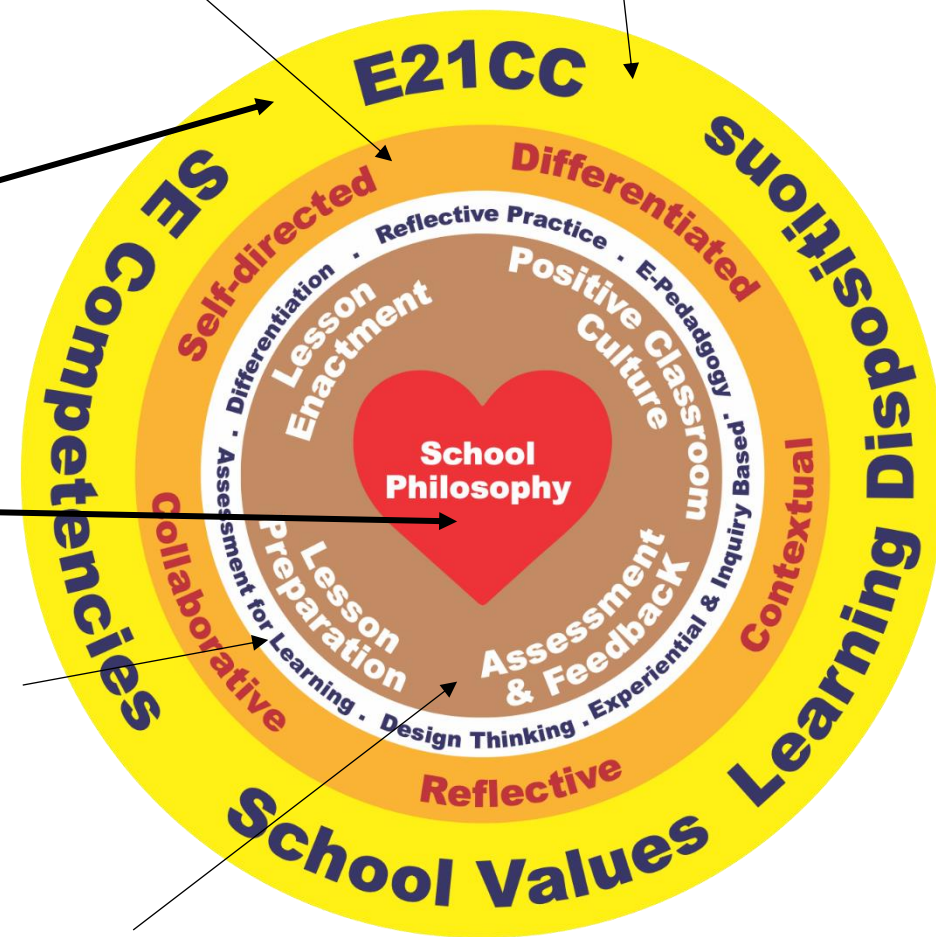 E21CC
Learning Dispositions
School Values
SE Competencies
Self-directed
Differentiated
Contextual
Reflective
Collaborative
Reflective Practice . E-Pedadgogy . Experiential & Inquiry Based . Design Thinking . Assessment for Learning . Differentiation .
Lesson
Enactment
Positive Classroom
Culture
Assessment
& FeedbacK
Lesson
Preparation
School
Philosophy